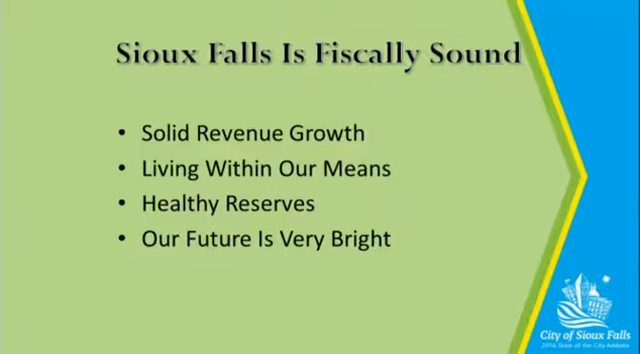 Sioux Falls Is Fiscally Sound
• Solid Revenue Growth
• Living Within Our Means
• Healthy Reserves
• Our Future Is Very Bright
City of Sioux Falls
2014 State of the City Address